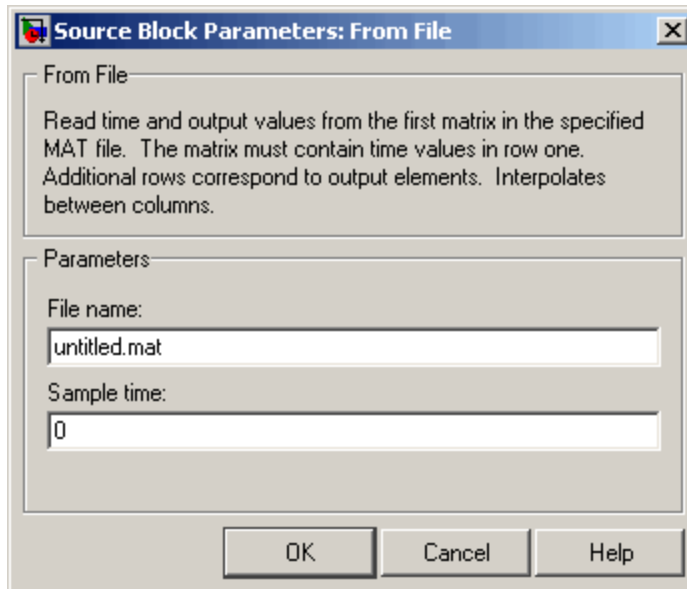 Source Block Parameters: From File
From File
Read time and output values from the first matrix in the specified
MAT file.  The matrix must contain time values in row one.
Additional rows correspond to output elements.  Interpolates
between columns.
Parameters
File name:
untitled.mat
Sample time:
0
OK Cancel Help